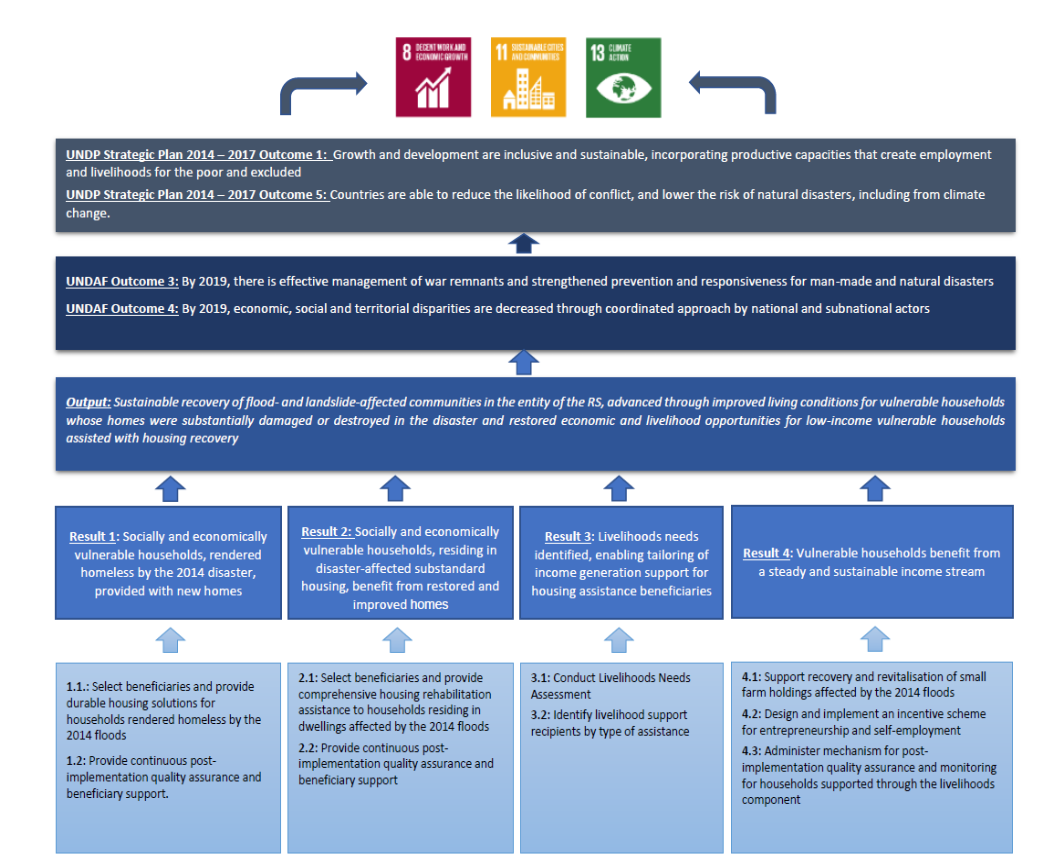 8 DECENT WORK AND
ECONOMIC GROWTH
11 SUSTAINABLE CITIES
AND COMMUNITIES
13 CLIMATE
ACTION
UNDP Strategic Plan 2014 – 2017 Outcome 1: Growth and development are inclusive and sustainable, incorporating productive capacities that create employment
and livelihoods for the poor and excluded
UNDP Strategic Plan 2014 – 2017 Outcome 5: Countries are able to reduce the likelihood of conflict, and lower the risk of natural disasters, including from climate
change.
UNDAF Outcome 3: By 2019, there is effective management of war remnants and strengthened prevention and responsiveness for man-made and natural disasters
UNDAF Outcome 4: By 2019, economic, social and territorial disparities are decreased through coordinated approach by national and subnational actors
Output: Sustainable recovery of flood- and landslide-affected communities in the entity of the RS, advanced through improved living conditions for vulnerable households
whose homes were substantially damaged or destroyed in the disaster and restored economic and livelihood opportunities for low-income vulnerable households
assisted with housing recovery
Result 1: Socially and economically
vulnerable households, rendered
homeless by the 2014 disaster,
provided with new homes
Result 2: Socially and economically
vulnerable households, residing in
disaster-affected substandard
housing, benefit from restored and
improved homes
Result 3: Livelihoods needs
identified, enabling tailoring of
income generation support for
housing assistance beneficiaries
Result 4: Vulnerable households benefit from
a steady and sustainable income stream
1.1.: Select beneficiaries and provide
durable housing solutions for
households rendered homeless by the
2014 floods
1.2: Provide continuous post-
implementation quality assurance and
beneficiary support.
2.1: Select beneficiaries and provide
comprehensive housing rehabilitation
assistance to households residing in
dwellings affected by the 2014 floods
2.2: Provide continuous post-
implementation quality assurance and
beneficiary support
3.1: Conduct Livelihoods Needs
Assessment
3.2: Identify livelihood support
recipients by type of assistance
4.1: Support recovery and revitalisation of small
farm holdings affected by the 2014 floods
4.2: Design and implement an incentive scheme
for entrepreneurship and self-employment
4.3: Administer mechanism for post-
implementation quality assurance and monitoring
for households supported through the livelihoods
component